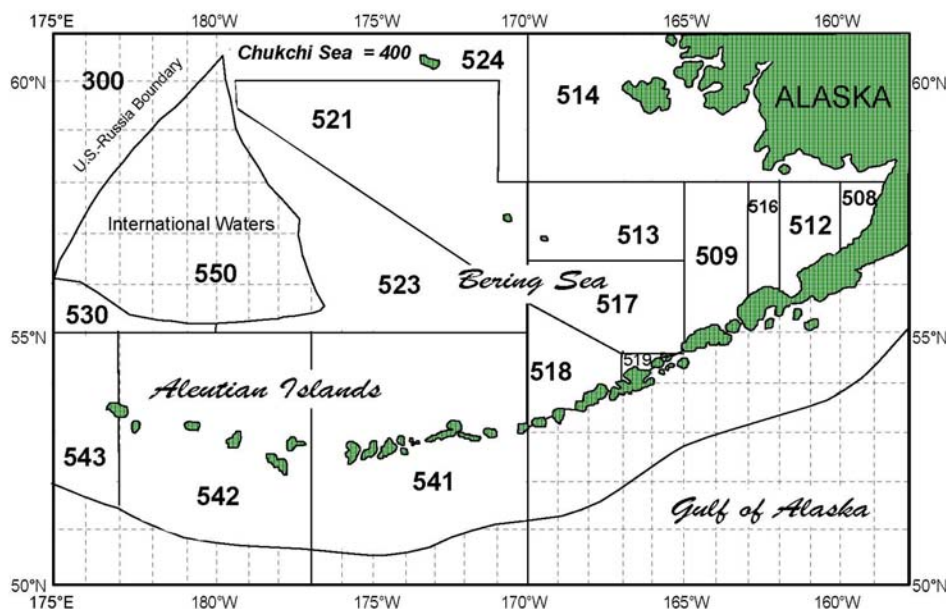 175°E 180°W 175°W 170°W 165°W 160°W
Chukchi Sea = 400
524
60°N
300
60°N
514
ALASKA
521
U.S.-Russia Boundary
International Waters
516
508
513
512
509
550
523
Bering Sea
530
517
55°N
55°N
519
518
Aleutian Islands
543
541
542
Gulf of Alaska
50°N
50°N
175°E 180°W 175°W 170°W 165°W 160°W